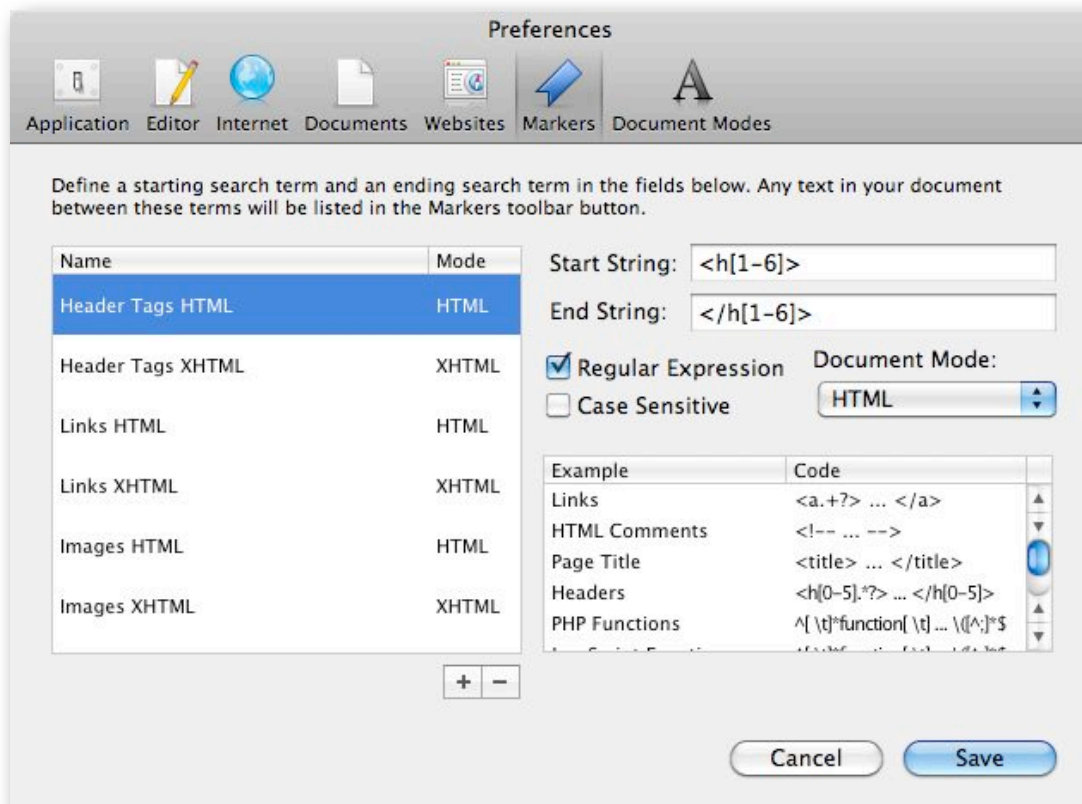 Preferences
Application Editor Internet Documents Websites Markers Document Modes
Define a starting search term and an ending search term in the fields below. Any text in your document
between these terms will be listed in the Markers toolbar button.
Name Mode
Header Tags HTML HTML
Header Tags XHTML XHTML
Links HTML HTML
Links XHTML XHTML
Images HTML HTML
Images XHTML XHTML
+ −
Start String: <h[1-6]>
End String: </h[1-6]>
Regular Expression
Case Sensitive
Document Mode:
HTML
Example Code
Links <a.+?> ... </a>
HTML Comments <!-- ... -->
Page Title <title> ... </title>
Headers <h[0-5].*?> ... </h[0-5]>
PHP Functions ^[ \t]*function[ \t] ... \([^;]*$
Cancel Save